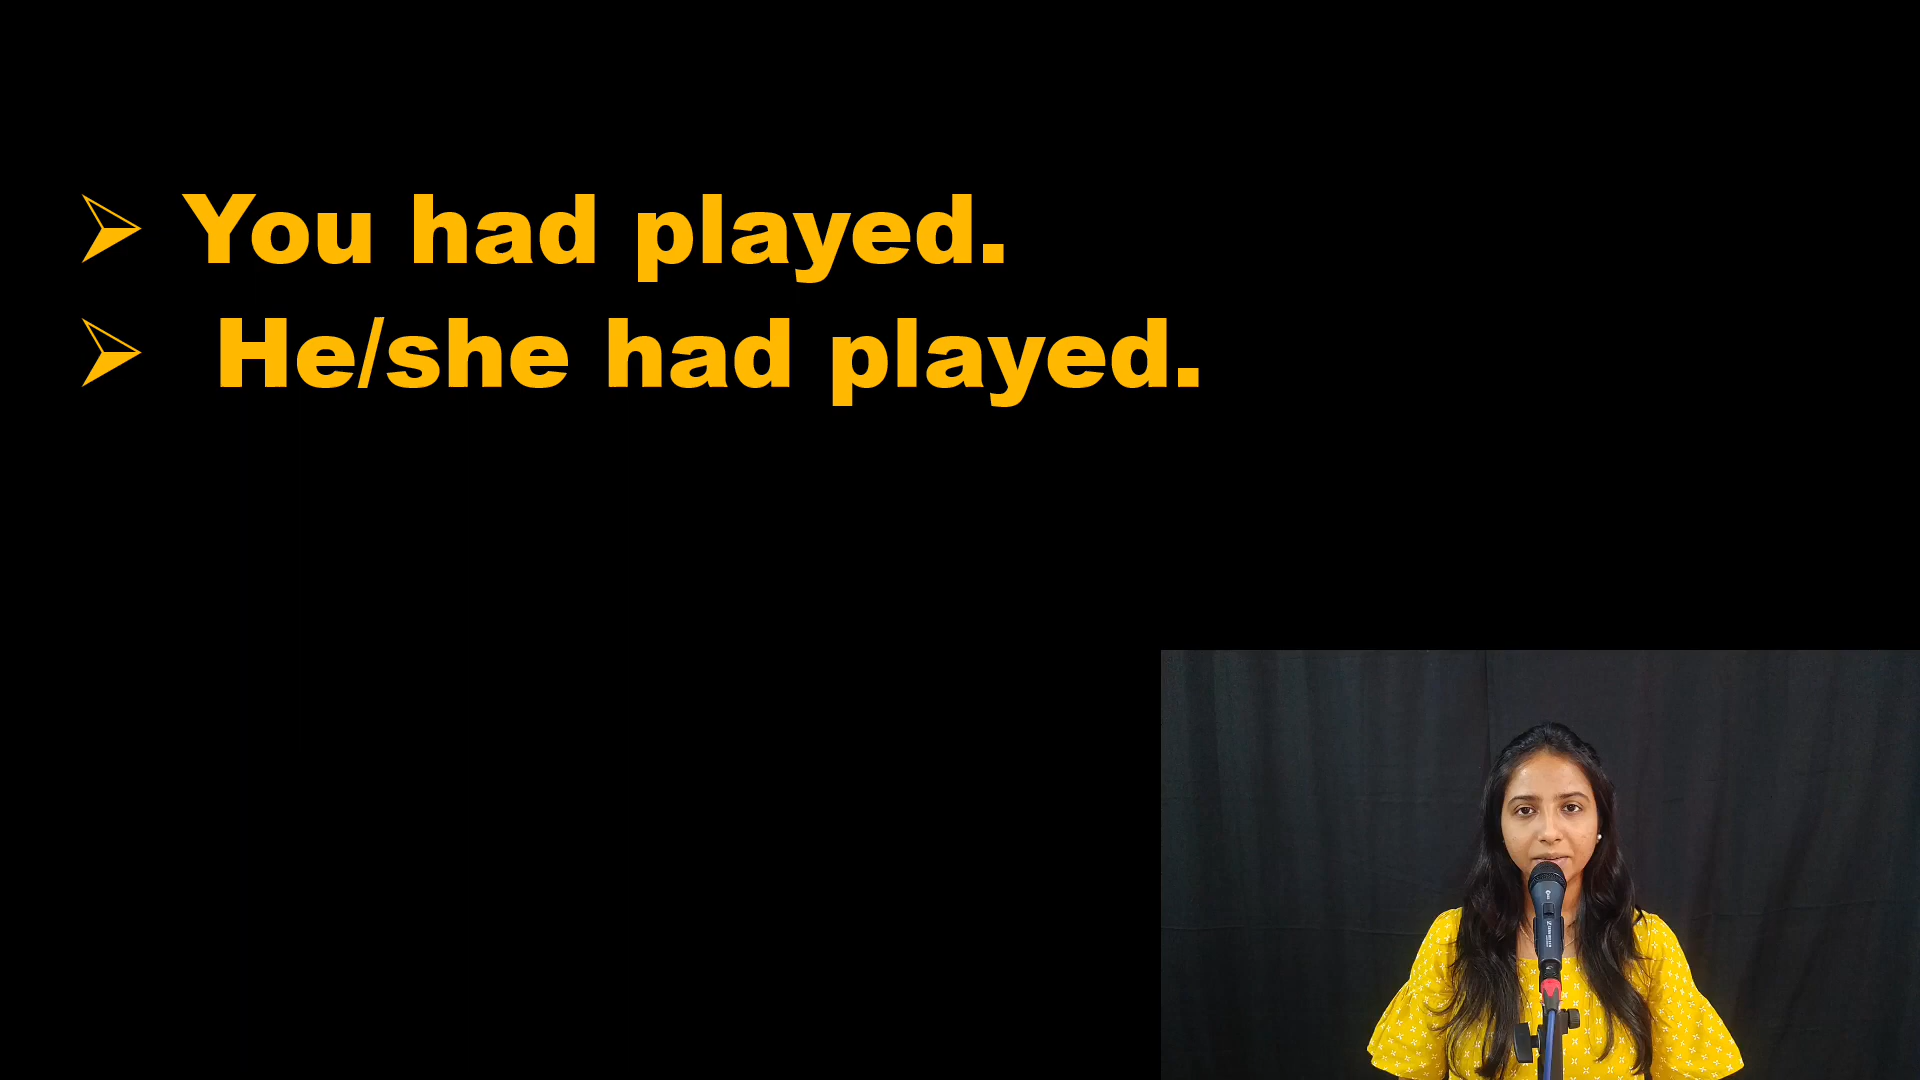 ➢ You had played.
➢ He/she had played.